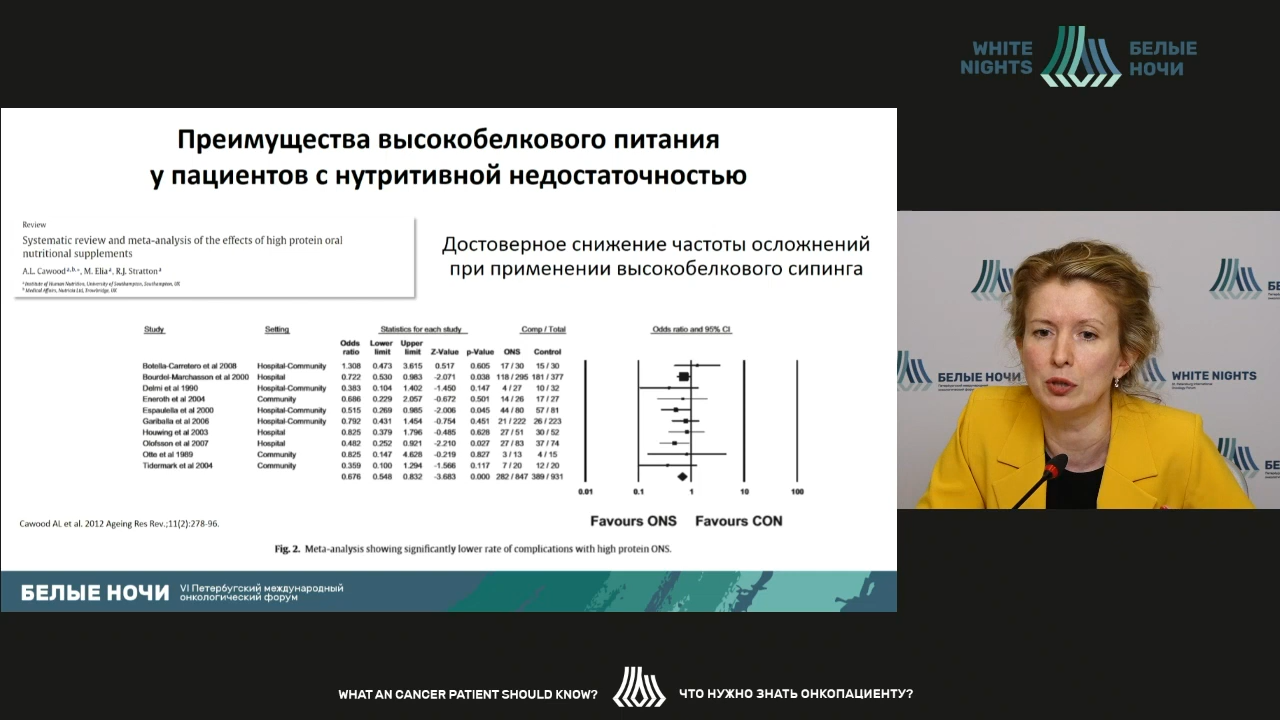 WHITE
NIGHTS
БЕЛЫЕ
НОЧИ
Преимущества высокобелкового питания
у пациентов с нутритивной недостаточностью
Review
Systematic review and meta-analysis of the effects of high protein oral
nutritional supplements
A.L. Cawood a,b,*, M. Elia a, R.J. Stratton a
a Institute of Human Nutrition, University of Southampton, Southampton, UK
b Medical Affairs, Nutricia Ltd, Trowbridge, UK
Достоверное снижение частоты осложнений
при применении высокобелкового сипинга
Study Setting Statistics for each study Comp / Total Odds ratio and 95% CI
Odds ratio Lower limit Upper limit Z-Value p-Value ONS Control
Botella-Carretero et al 2008 Hospital-Community 1.308 0.473 3.615 0.517 0.605 17 / 30 15 / 30
Bourdel-Marchasson et al 2000 Hospital 0.722 0.530 0.983 -2.071 0.038 118 / 295 181 / 377
Delmi et al 1990 Hospital-Community 0.383 0.104 1.402 -1.450 0.147 4 / 27 10 / 32
Eneroth et al 2004 Community 0.686 0.229 2.057 -0.672 0.501 14 / 26 17 / 27
Espaulella et al 2000 Hospital-Community 0.515 0.269 0.985 -2.006 0.045 44 / 80 57 / 81
Gariballa et al 2006 Hospital-Community 0.792 0.431 1.454 -0.754 0.451 21 / 222 26 / 223
Houwing et al 2003 Hospital 0.825 0.379 1.796 -0.485 0.628 27 / 51 30 / 52
Olofsson et al 2007 Hospital 0.482 0.252 0.921 -2.210 0.027 27 / 83 37 / 74
Otte et al 1989 Community 0.825 0.147 4.628 -0.219 0.827 3 / 13 4 / 15
Tidermark et al 2004 Community 0.359 0.100 1.294 -1.566 0.117 7 / 20 12 / 20
0.676 0.548 0.832 -3.683 0.000 282 / 847 389 / 931
0.01 0.1 1 10 100
Favours ONS Favours CON
Cawood AL et al. 2012 Ageing Res Rev.;11(2):278-96.
Fig. 2. Meta-analysis showing significantly lower rate of complications with high protein ONS.
БЕЛЫЕ НОЧИ
VI Петербугский международный
онкологический форум
БЕЛЫЕ НОЧИ
WHITE NIGHTS
WHAT AN CANCER PATIENT SHOULD KNOW?
ЧТО НУЖНО ЗНАТЬ ОНКОПАЦИЕНТУ?